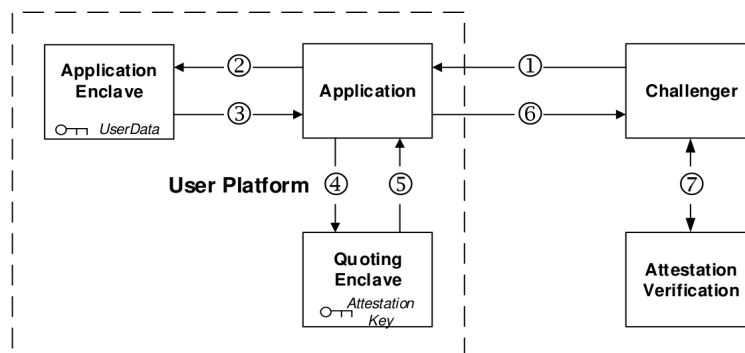 Application
Enclave
UserData
②
③
Application
①
⑥
Challenger
User Platform
④
⑤
⑦
Quoting
Enclave
Attestation
Key
Attestation
Verification